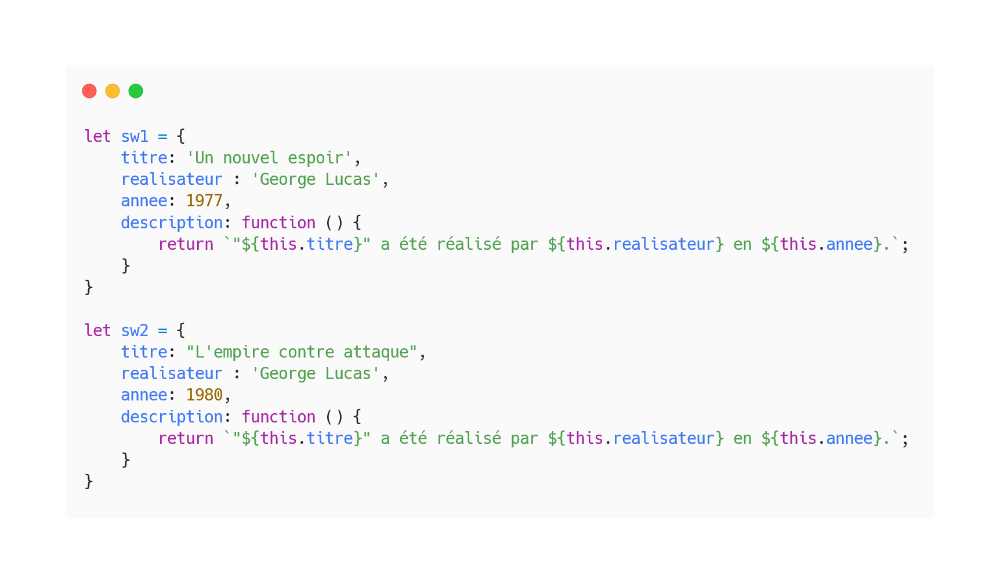 let sw1 = {
    titre: 'Un nouvel espoir',
    realisateur : 'George Lucas',
    annee: 1977,
    description: function () {
        return `"${this.titre}" a été réalisé par ${this.realisateur} en ${this.annee}.`;
    }
}

let sw2 = {
    titre: "L'empire contre attaque",
    realisateur : 'George Lucas',
    annee: 1980,
    description: function () {
        return `"${this.titre}" a été réalisé par ${this.realisateur} en ${this.annee}.`;
    }
}